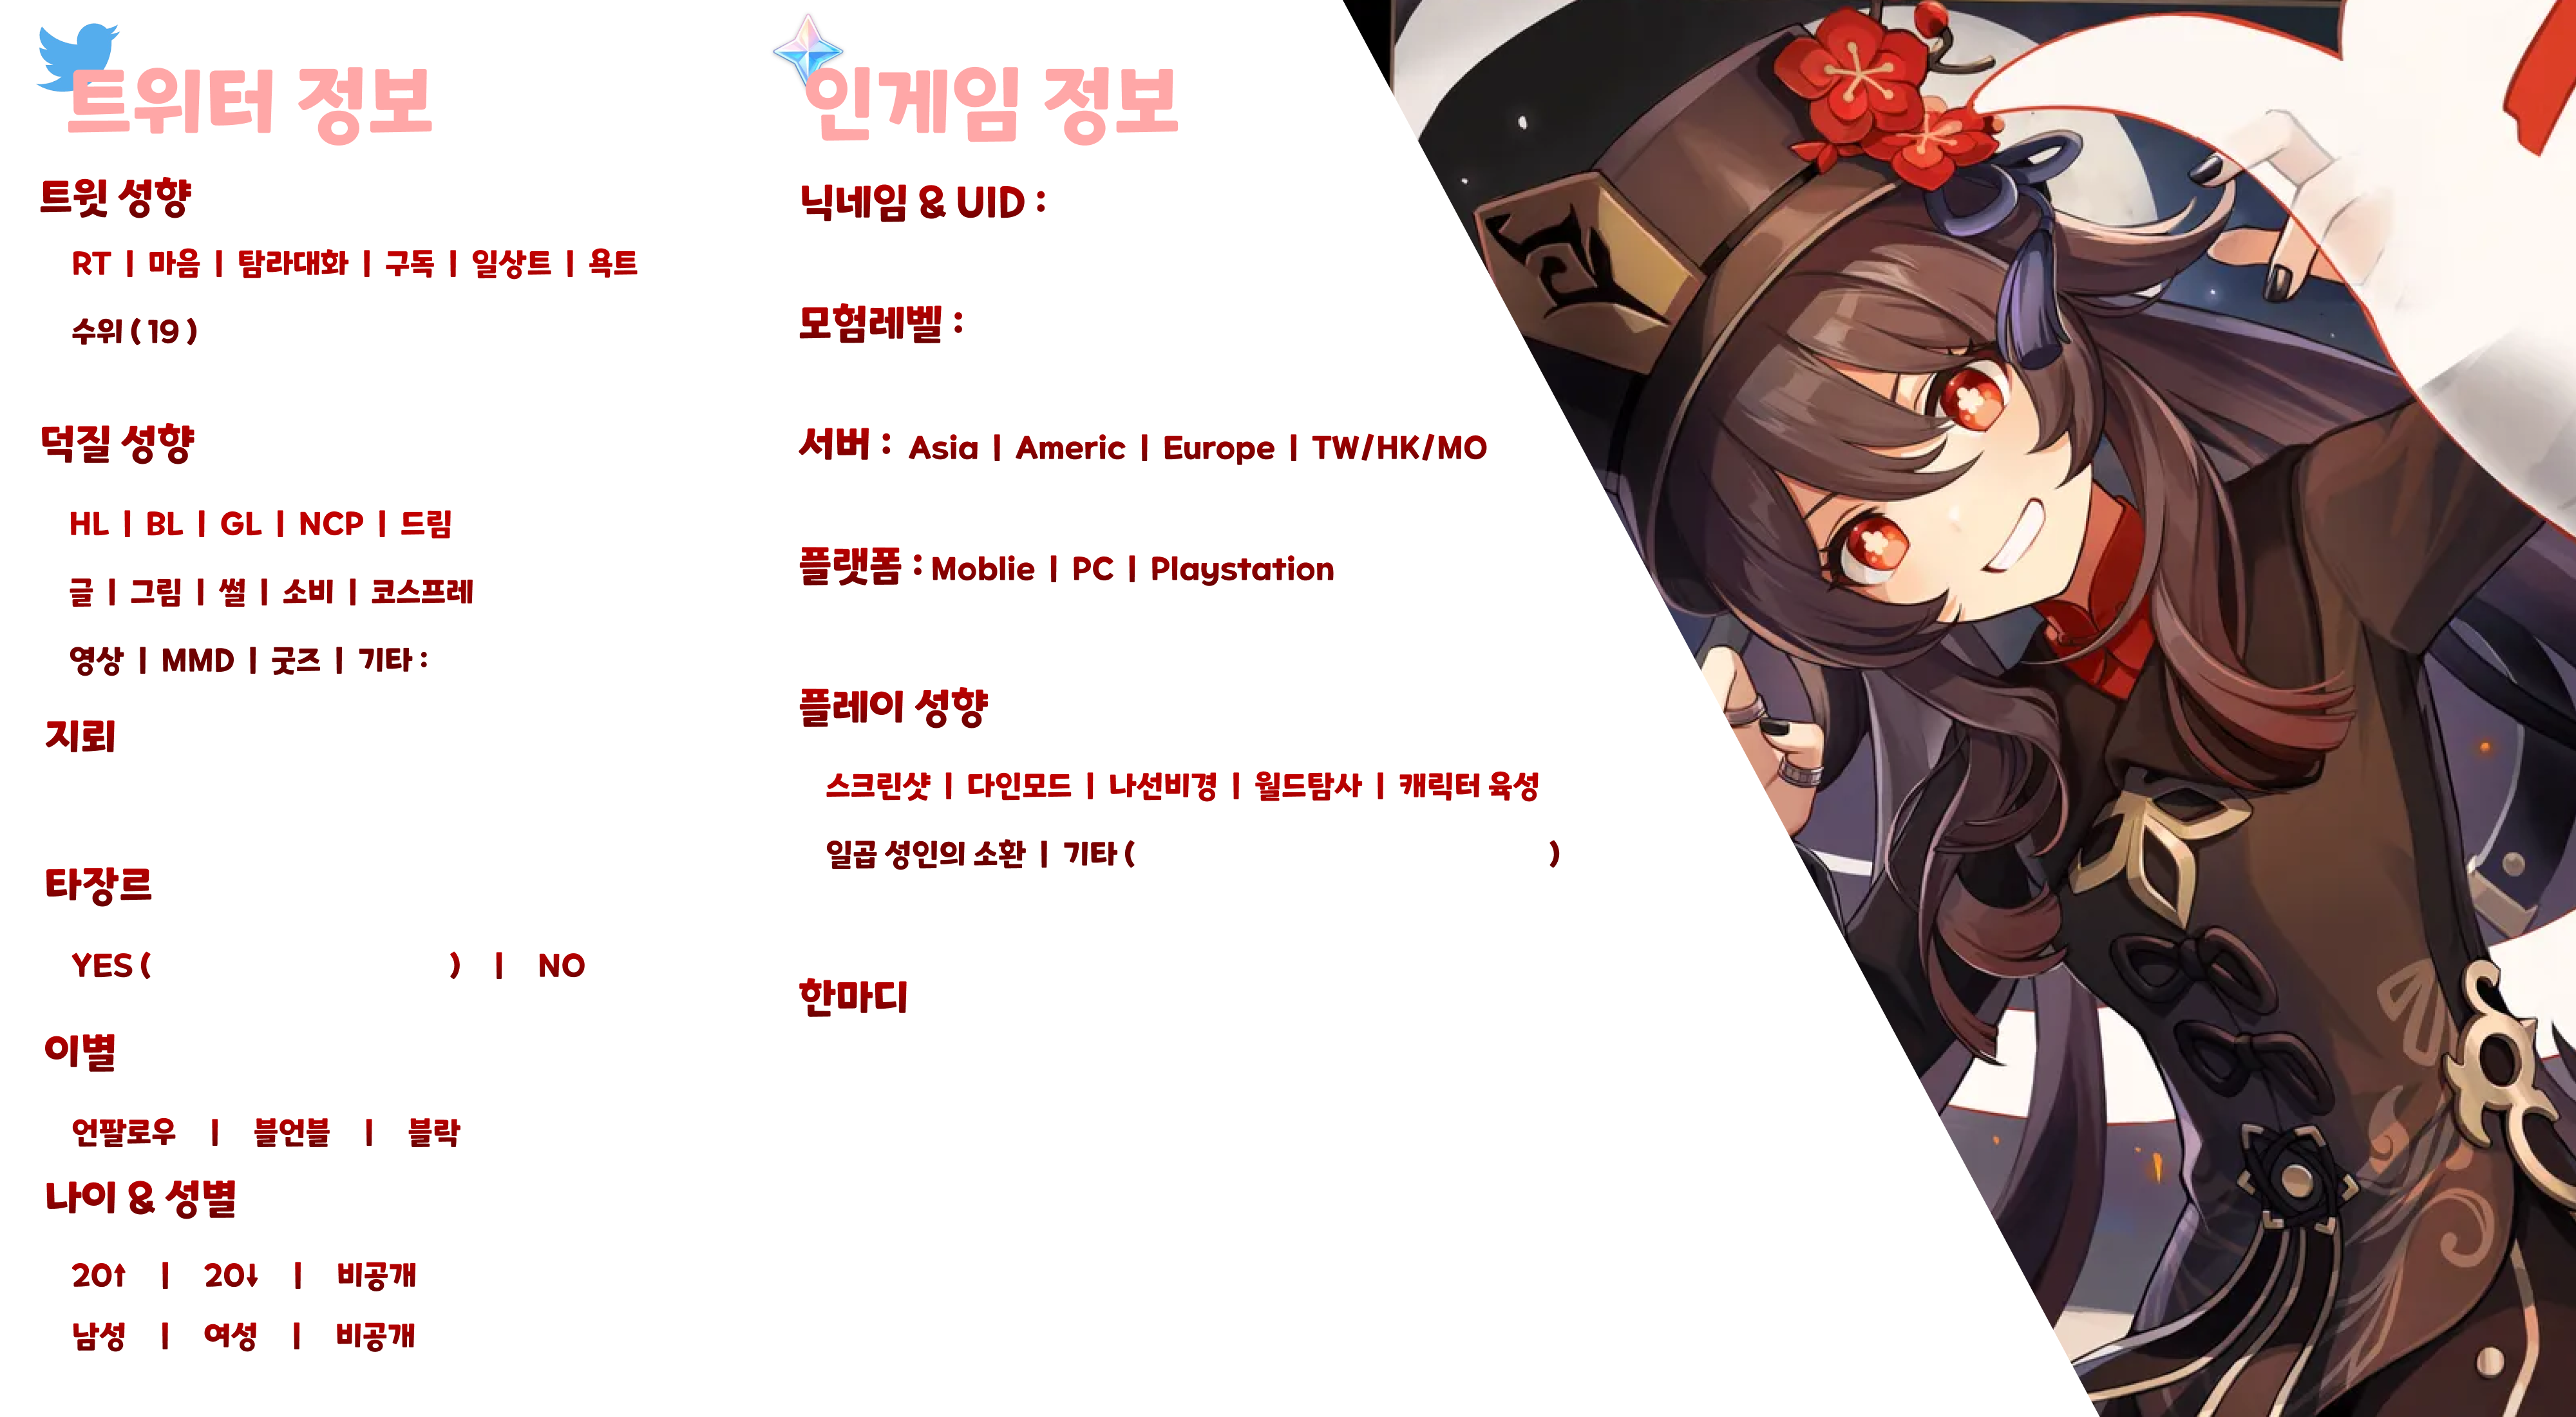 트위터 정보
트윗 성향
RT | 마음 | 탐라대화 | 구독 | 일상트 | 욕트
수위 ( 19 )
덕질 성향
HL | BL | GL | NCP | 드림
글 | 그림 | 썰 | 소비 | 코스프레
영상 | MMD | 굿즈 | 기타 :
지뢰
타장르
YES ( ) | NO
이별
언팔로우 | 블언블 | 블락
나이 & 성별
20↑ | 20↓ | 비공개
남성 | 여성 | 비공개
인게임 정보
닉네임 & UID :
모험레벨 :
서버 : Asia | Americ | Europe | TW/HK/MO
플랫폼 : Moblie | PC | Playstation
플레이 성향
스크린샷 | 다인모드 | 나선비경 | 월드탐사 | 캐릭터 육성
일곱 성인의 소환 | 기타 ( )
한마디